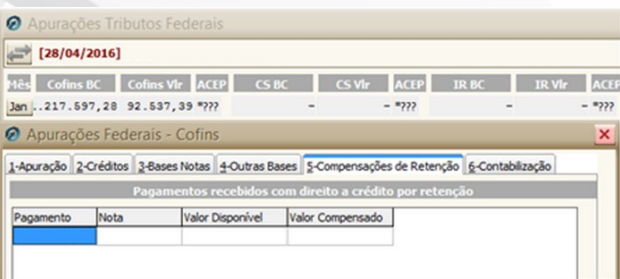 Apurações Tributos Federais
[28/04/2016]
Mês Cofins BC Cofins Vlr ACEP CS BC CS Vlr ACEP IR BC IR Vlr ACEP
Jan ..217.597,28 92.537,39 "??? - - "??? - - "???
Apurações Federais - Cofins
1-Apuração 2-Créditos 3-Bases Notas 4-Outras Bases 5-Compensações de Retenção 6-Contabilização
Pagamentos recebidos com direito a crédito por retenção
Pagamento Nota Valor Disponível Valor Compensado